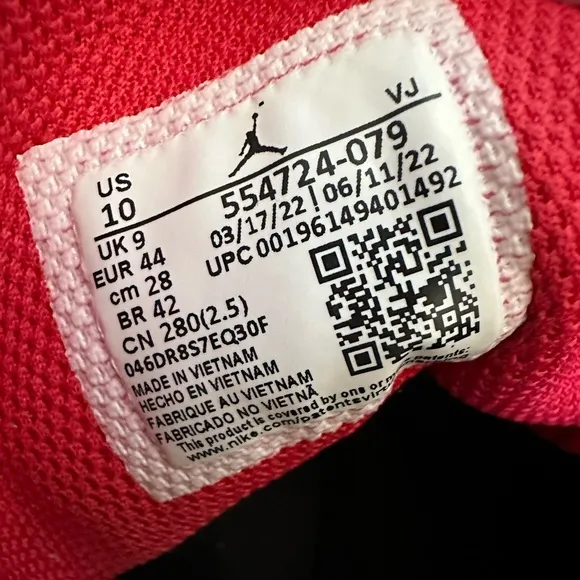 VJ
US
10
554724-079
03/17/22 | 06/11/22
UPC 00196149401492
UK 9
EUR 44
cm 28
BR 42
CN 280(2.5)
046DR8S7EQ30F
MADE IN VIETNAM
HECHO EN VIETNAM
FABRIQUE AU VIETNAM
FABRICADO NO VIETNÃ
This product is covered by one or patents:
www.nike.com/patents